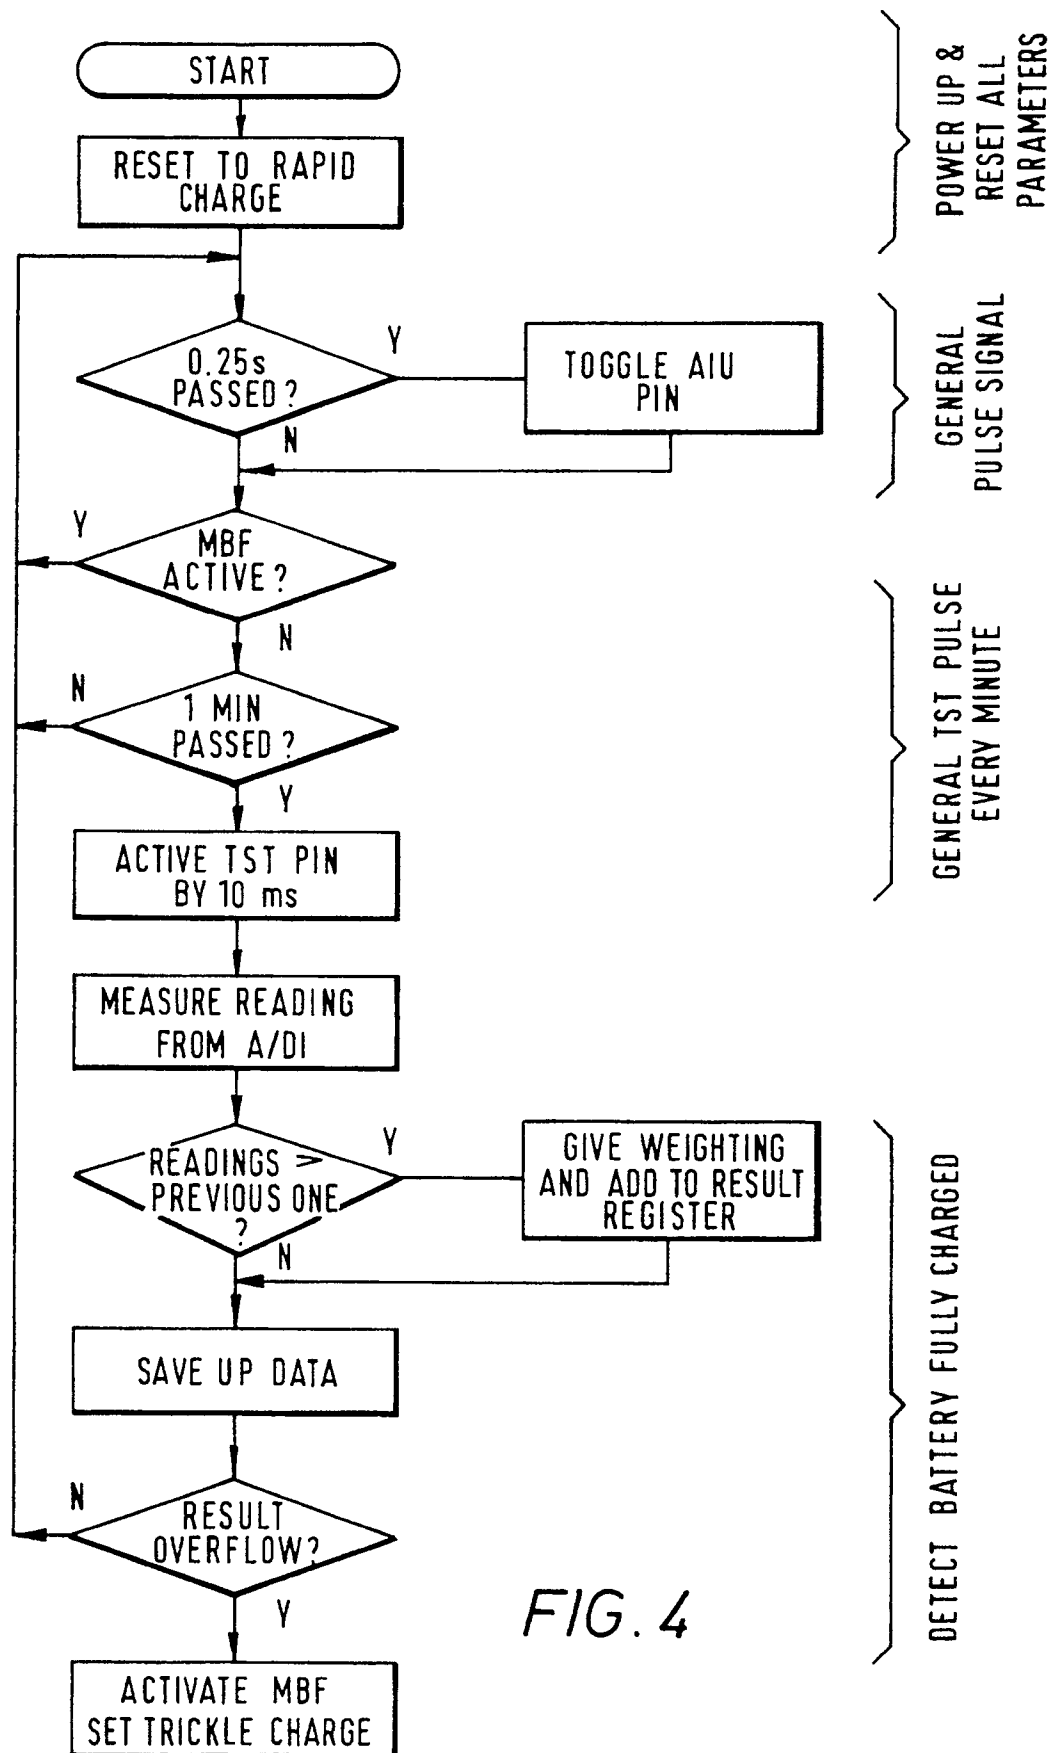 START
RESET TO RAPID
CHARGE
0.25s
PASSED?
Y
N
TOGGLE AIU
PIN
MBF
ACTIVE?
Y
N
1 MIN
PASSED?
N
Y
ACTIVE TST PIN
BY 10 ms
MEASURE READING
FROM A/DI
READINGS >
PREVIOUS ONE
?
Y
N
GIVE WEIGHTING
AND ADD TO RESULT
REGISTER
SAVE UP DATA
RESULT
OVERFLOW?
N
Y
ACTIVATE MBF
SET TRICKLE CHARGE
POWER UP &
RESET ALL
PARAMETERS
GENERAL
PULSE SIGNAL
GENERAL TST PULSE
EVERY MINUTE
DETECT BATTERY FULLY CHARGED
FIG. 4